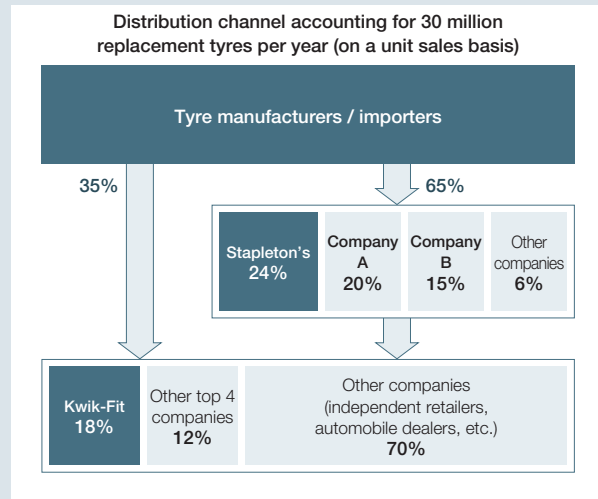 Distribution channel accounting for 30 million
replacement tyres per year (on a unit sales basis)
Tyre manufacturers / importers
35%
65%
Stapleton's
24%
Company
A
20%
Company
B
15%
Other
companies
6%
Kwik-Fit
18%
Other top 4
companies
12%
Other companies
(independent retailers,
automobile dealers, etc.)
70%